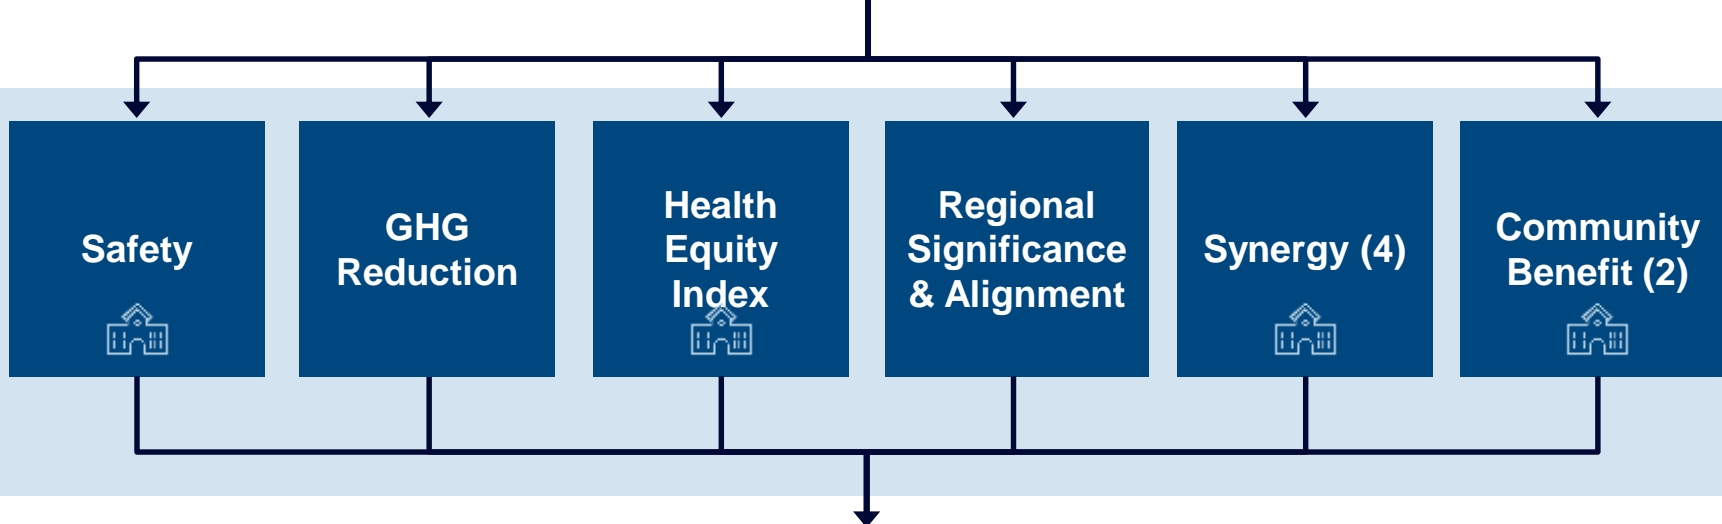 Safety
GHG
Reduction
Health
Equity
Index
Regional
Significance
& Alignment
Synergy (4)
Community
Benefit (2)